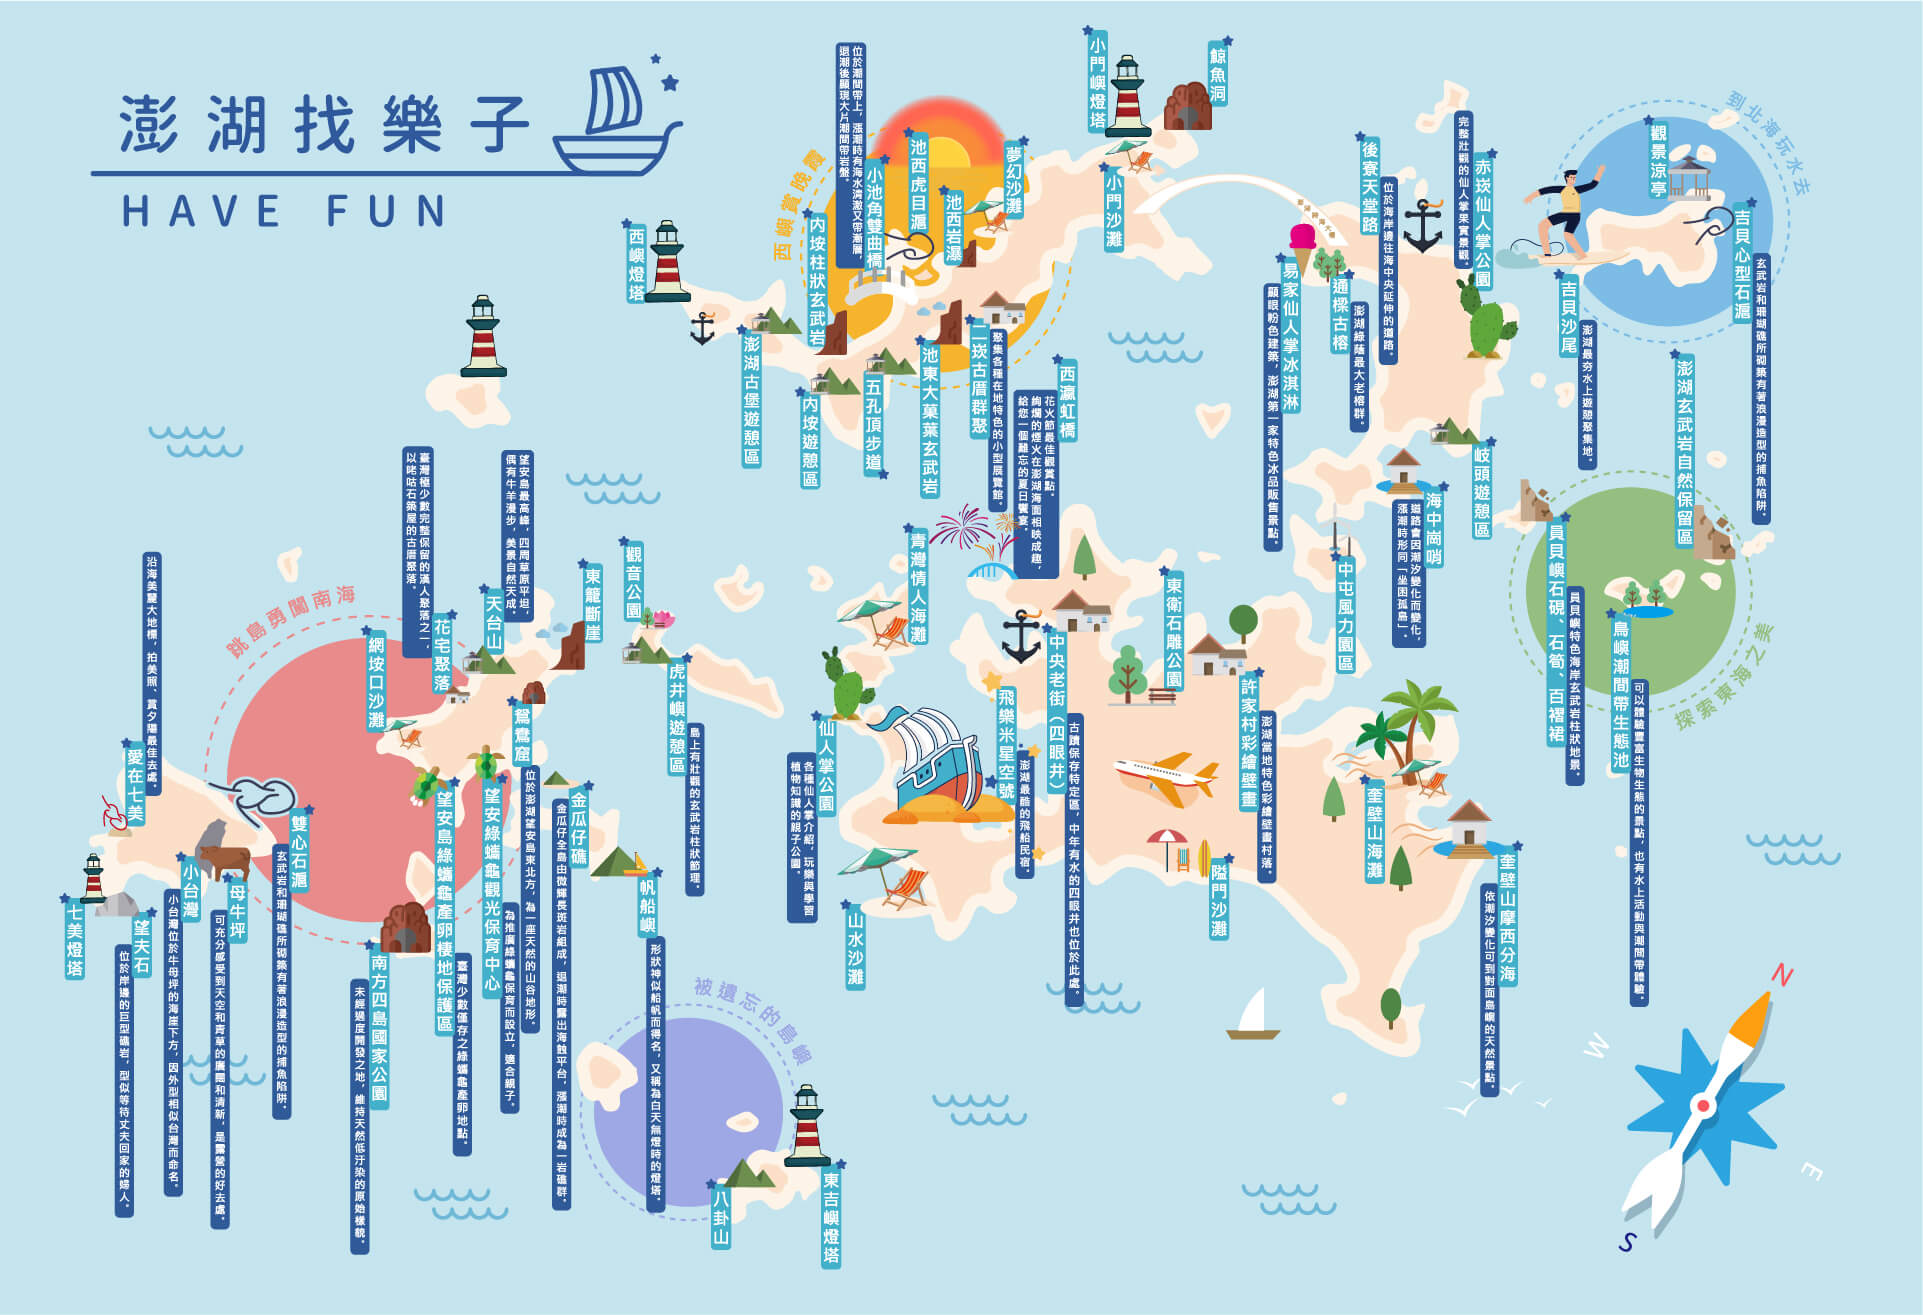 澎湖找樂子
HAVE FUN
西嶼賞晚霞
位於潮間帶上，漲潮時有海水清澈又帶漸層，
退潮後顯現大片潮間帶岩盤。
小池角雙曲橋
池西虎目滬
池西岩瀑
夢幻沙灘
小門嶼燈塔
鯨魚洞
小門沙灘
西嶼燈塔
內垵柱狀玄武岩
澎湖古堡遊憩區
內垵遊憩區
五孔頂步道
池東大菓葉玄武岩
二崁古厝群聚
聚集各種在地特色的小型展覽館。
西瀛虹橋
花火節最佳觀賞點。
絢爛的煙火在澎湖海面相映成趣，
給您一個難忘的夏日饗宴。
後寮天堂路
位於海岸邊往海中央延伸的道路。
赤崁仙人掌公園
完整壯觀的仙人掌果實景觀。
易家仙人掌冰淇淋
顯眼粉色建築，澎湖第一家特色冰品販售景點。
通樑古榕
澎湖綠蔭最大老榕群。
到北海玩水去
觀景涼亭
吉貝心型石滬
玄武岩和珊瑚礁所砌築有著浪漫造型的捕魚陷阱。
吉貝沙尾
澎湖最夯水上遊憩聚集地。
澎湖玄武岩自然保留區
岐頭遊憩區
海中崗哨
道路會因潮汐變化而變化，
漲潮時形同「坐困孤島」。
中屯風力園區
員貝嶼石硯、石筍、百褶裙
員貝嶼特色海岸玄武岩柱狀地景。
鳥嶼潮間帶生態池
可以體驗豐富生物生態的景點，也有水上活動與潮間帶體驗。
探索東海之美
跳島勇闖南海
臺灣極少數完整保留的漢人聚落之一，
以咾咕石築屋的古厝聚落。
花宅聚落
望安島最高峰，四周草原平坦，
偶有牛羊漫步，美景自然天成。
天台山
東籠斷崖
觀音公園
虎井嶼遊憩區
島上有壯觀的玄武岩柱狀節理。
網垵口沙灘
鴛鴦窟
位於澎湖望安島東北方，為一座天然的山谷地形。
沿海美麗大地標，拍美照、賞夕陽最佳去處。
愛在七美
雙心石滬
玄武岩和珊瑚礁所砌築有著浪漫造型的捕魚陷阱。
小台灣
小台灣位於牛母坪的海崖下方，因外型相似台灣而命名。
母牛坪
可充分感受到天空和青草的廣闊和清新，是露營的好去處。
七美燈塔
望夫石
位於岸邊的巨型礁岩，型似等待丈夫回家的婦人。
南方四島國家公園
未經過度開發之地，維持天然低汙染的原始樣貌。
望安島綠蠵龜產卵棲地保護區
臺灣少數僅存之綠蠵龜產卵地點。
望安綠蠵龜觀光保育中心
為推廣綠蠵龜保育而設立，適合親子。
金瓜仔礁
金瓜仔全島由微輝長斑岩組成，退潮時露出海蝕平台，漲潮時成為一岩礁群。
帆船嶼
形狀神似船帆而得名，又稱為白天無燈時的燈塔。
被遺忘的島嶼
八卦山
東吉嶼燈塔
青灣情人海灘
仙人掌公園
各種仙人掌介紹，玩樂與學習
植物知識的親子公園。
山水沙灘
飛樂米星空號
澎湖最酷的飛船民宿。
中央老街（四眼井）
古蹟保存特定區，中年有水的四眼井也位於此處。
東衛石雕公園
許家村彩繪壁畫
澎湖當地特色彩繪壁畫村落。
隘門沙灘
奎壁山海灘
奎壁山摩西分海
依潮汐變化可到對面島嶼的天然景點。
N
W
E
S